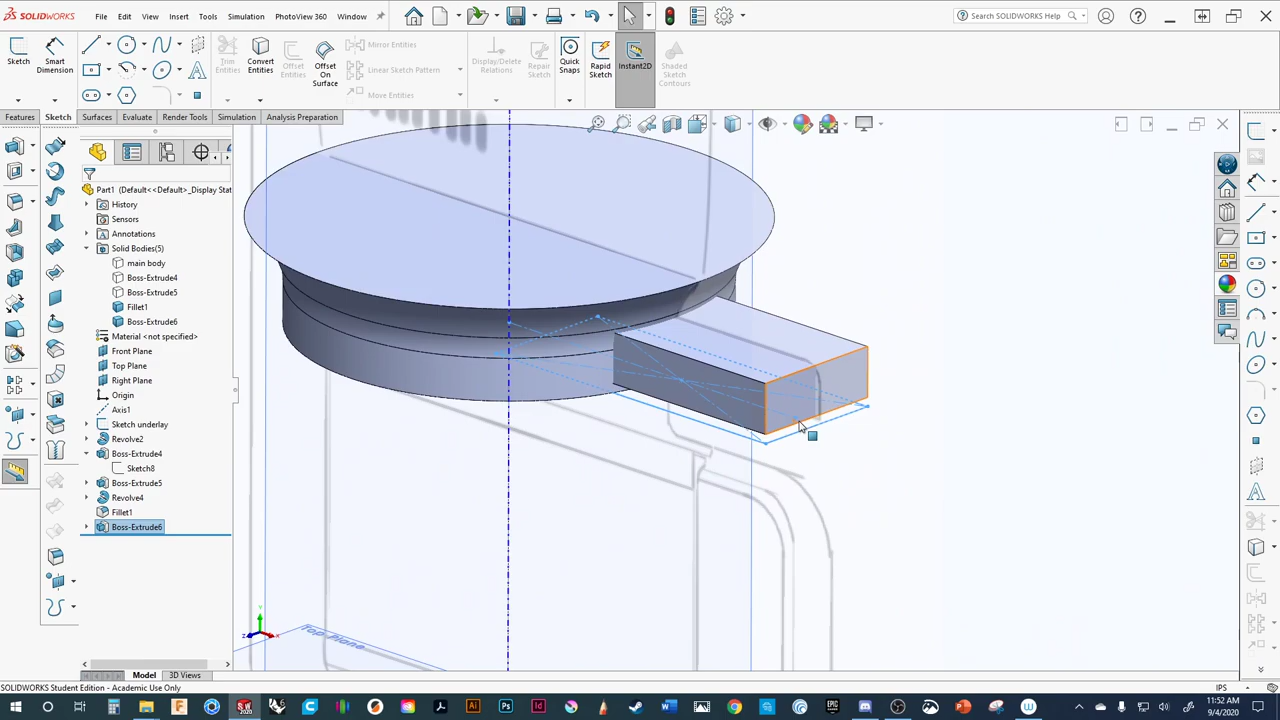 SOLIDWORKS File Edit View Insert Tools Simulation PhotoView 360 Window
Search SOLIDWORKS Help
Sketch Smart Dimension Trim Entities Convert Entities Offset Entities Offset On Surface Mirror Entities Linear Sketch Pattern Move Entities Display/Delete Relations Repair Sketch Quick Snaps Rapid Sketch Instant2D Shaded Sketch Contours
Features Sketch Surfaces Evaluate Render Tools Simulation Analysis Preparation
Part1 (Default<<Default>_Display Stat
History
Sensors
Annotations
Solid Bodies(5)
main body
Boss-Extrude4
Boss-Extrude5
Fillet1
Boss-Extrude6
Material <not specified>
Front Plane
Top Plane
Right Plane
Origin
Axis1
Sketch underlay
Revolve2
Boss-Extrude4
Sketch8
Boss-Extrude5
Revolve4
Fillet1
Boss-Extrude6
Top Plane
Y
Z X
Model 3D Views
SOLIDWORKS Student Edition - Academic Use Only
IPS
11:52 AM
9/4/2020